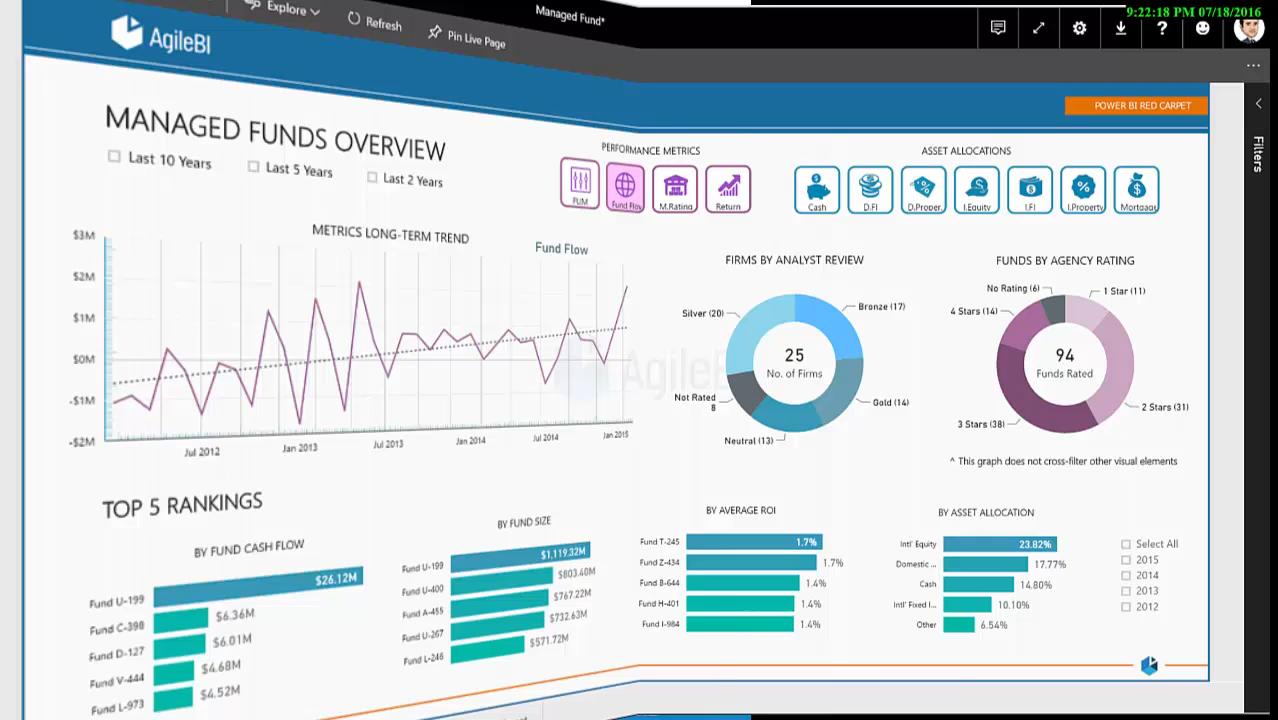 9:22:18 PM 07/18/2016
Explore
Refresh
Pin Live Page
Managed Fund*
AgileBI
POWER BI RED CARPET
Filters
MANAGED FUNDS OVERVIEW
Last 10 Years
Last 5 Years
Last 2 Years
PERFORMANCE METRICS
FUM
Fund Flow
M.Rating
Return
ASSET ALLOCATIONS
Cash
D.FI
D.Proper
I.Equity
I.FI
I.Property
Mortgage
METRICS LONG-TERM TREND
Fund Flow
$3M
$2M
$1M
$0M
-$1M
-$2M
Jul 2012
Jan 2013
Jul 2013
Jan 2014
Jul 2014
Jan 2015
AgileB
FIRMS BY ANALYST REVIEW
Silver (20)
Bronze (17)
25
No. of Firms
Not Rated
8
Gold (14)
Neutral (13)
FUNDS BY AGENCY RATING
No Rating (6)
1 Star (11)
4 Stars (14)
94
Funds Rated
2 Stars (31)
3 Stars (38)
^ This graph does not cross-filter other visual elements
TOP 5 RANKINGS
BY FUND CASH FLOW
Fund U-199 $26.12M
Fund C-398 $6.36M
Fund D-127 $6.01M
Fund V-444 $4.68M
Fund L-973 $4.52M
BY FUND SIZE
Fund U-199 $1,119.32M
Fund U-400 $803.40M
Fund A-455 $767.22M
Fund U-267 $732.63M
Fund L-246 $571.72M
BY AVERAGE ROI
Fund T-245 1.7%
Fund Z-434 1.7%
Fund B-644 1.4%
Fund H-401 1.4%
Fund I-984 1.4%
BY ASSET ALLOCATION
Intl' Equity 23.82%
Domestic ... 17.77%
Cash 14.80%
Intl' Fixed I... 10.10%
Other 6.54%
Select All
2015
2014
2013
2012